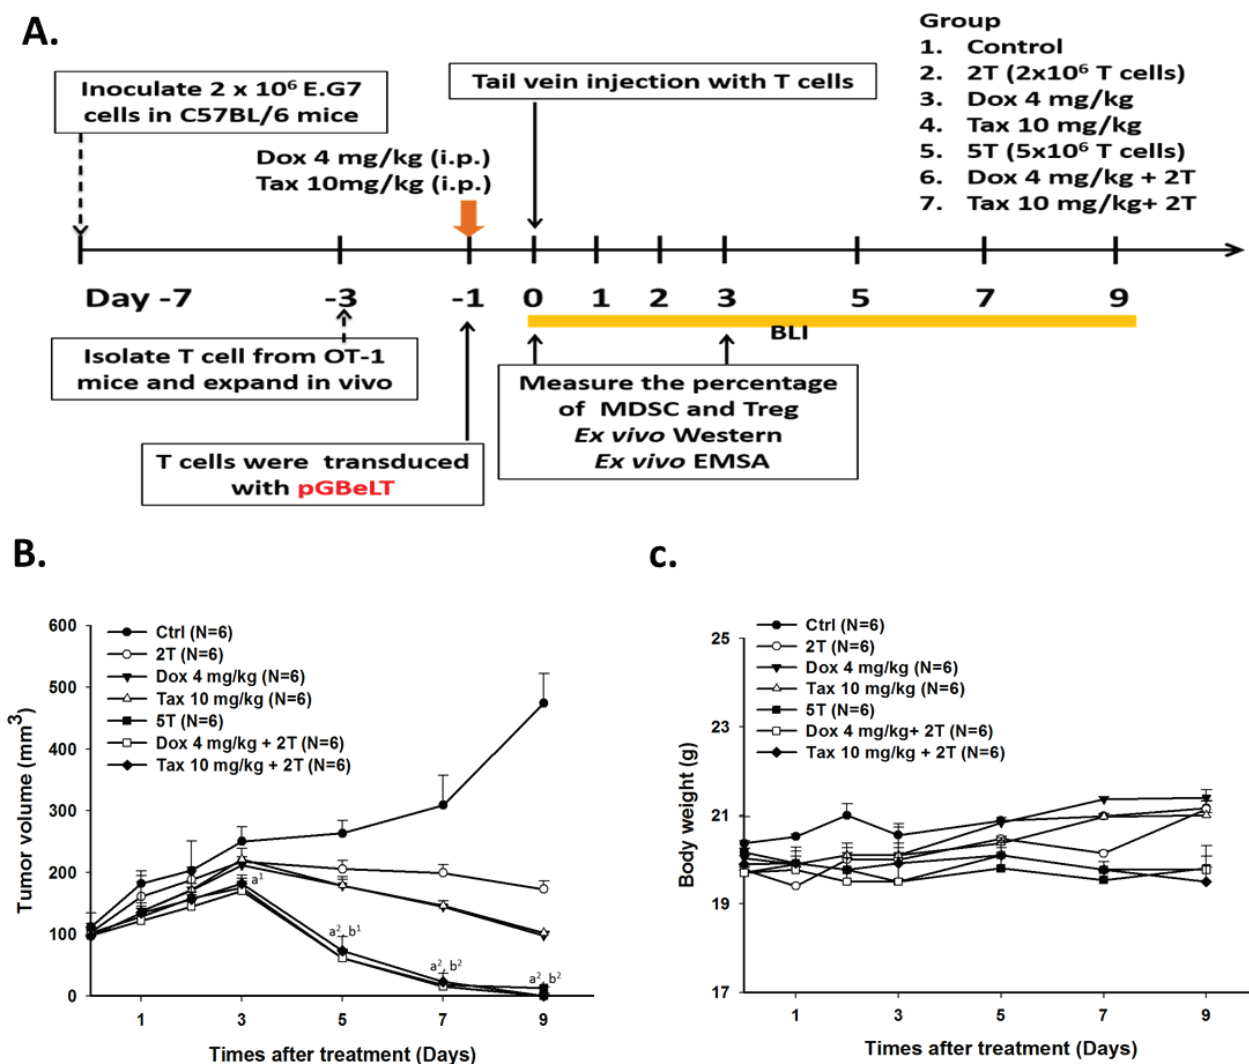 A.
Inoculate 2 x 10⁶ E.G7
cells in C57BL/6 mice
Tail vein injection with T cells
Dox 4 mg/kg (i.p.)
Tax 10mg/kg (i.p.)
Group
1. Control
2. 2T (2x10⁶ T cells)
3. Dox 4 mg/kg
4. Tax 10 mg/kg
5. 5T (5x10⁶ T cells)
6. Dox 4 mg/kg + 2T
7. Tax 10 mg/kg+ 2T
Day -7 -3 -1 0 1 2 3 5 7 9
BLI
Isolate T cell from OT-1
mice and expand in vivo
Measure the percentage
of MDSC and Treg
Ex vivo Western
Ex vivo EMSA
T cells were transduced
with pGBeLT
B.
600
500
400
300
200
100
0
Tumor volume (mm³)
Ctrl (N=6)
2T (N=6)
Dox 4 mg/kg (N=6)
Tax 10 mg/kg (N=6)
5T (N=6)
Dox 4 mg/kg + 2T (N=6)
Tax 10 mg/kg + 2T (N=6)
a¹
a², b¹
a², b²
a², b²
1 3 5 7 9
Times after treatment (Days)
c.
25
23
21
19
17
Body weight (g)
Ctrl (N=6)
2T (N=6)
Dox 4 mg/kg (N=6)
Tax 10 mg/kg (N=6)
5T (N=6)
Dox 4 mg/kg+ 2T (N=6)
Tax 10 mg/kg + 2T (N=6)
1 3 5 7 9
Times after treatment (Days)